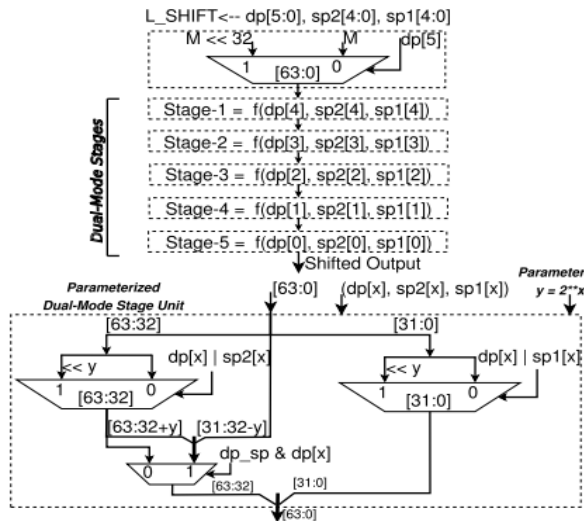 L_SHIFT<-- dp[5:0], sp2[4:0], sp1[4:0]
M << 32 M dp[5]
1 0
[63:0]
Dual-Mode Stages
Stage-1 = f(dp[4], sp2[4], sp1[4])
Stage-2 = f(dp[3], sp2[3], sp1[3])
Stage-3 = f(dp[2], sp2[2], sp1[2])
Stage-4 = f(dp[1], sp2[1], sp1[1])
Stage-5 = f(dp[0], sp2[0], sp1[0])
Shifted Output
Parameterized
Dual-Mode Stage Unit
[63:0] (dp[x], sp2[x], sp1[x])
Parameter
y = 2**x
[63:32] [31:0]
<< y dp[x] | sp2[x] << y dp[x] | sp1[x]
1 0 1 0
[63:32] [31:0]
[63:32+y] [31:32-y]
0 1 dp_sp & dp[x]
[63:32] [31:0]
[63:0]